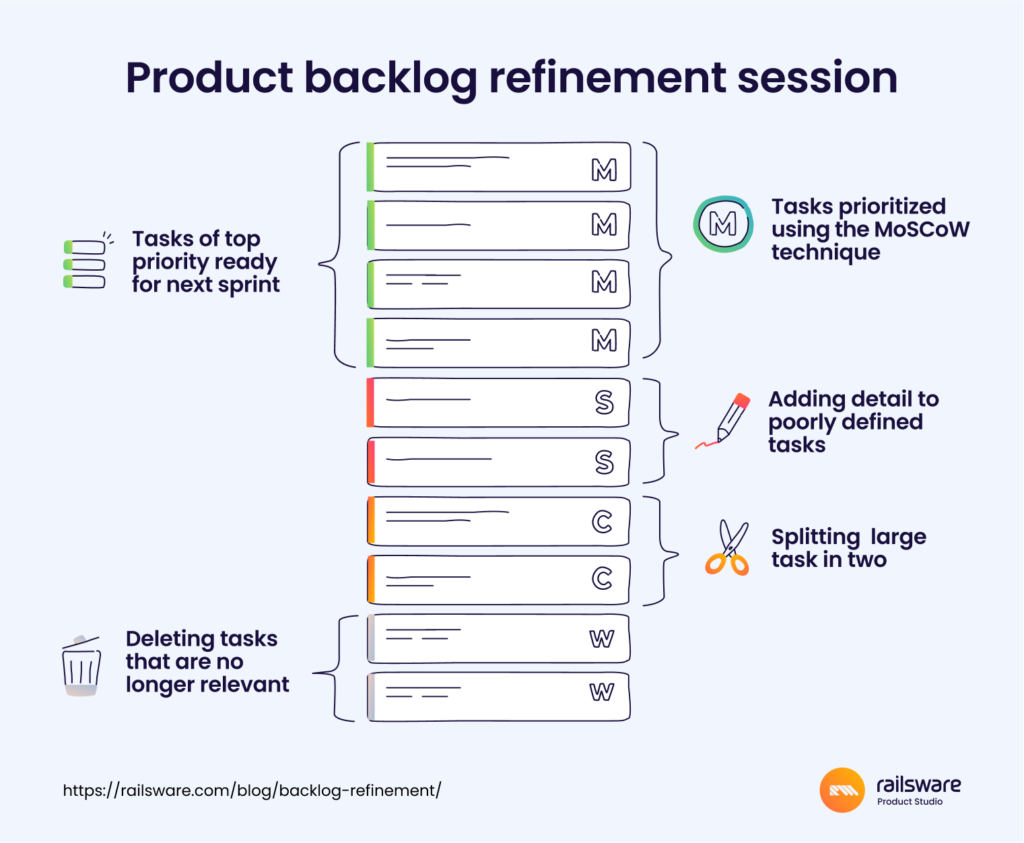 Product backlog refinement session
Tasks of top
priority ready
for next sprint
M
M
M
M
S
S
C
C
W
W
Tasks prioritized
using the MoSCoW
technique
Adding detail to
poorly defined
tasks
Splitting large
task in two
Deleting tasks
that are no
longer relevant
M
https://railsware.com/blog/backlog-refinement/
railsware
Product Studio